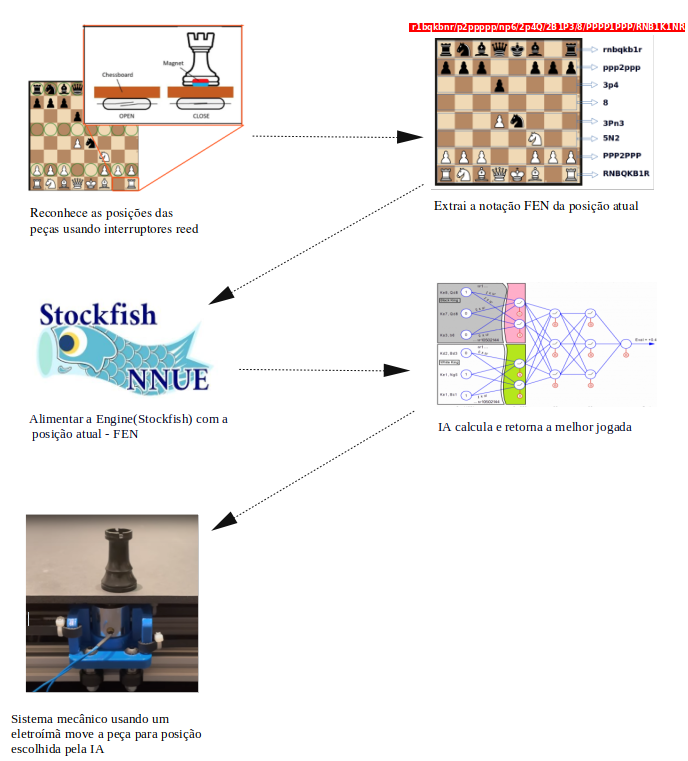 r1bqkbnr/p2ppppp/np6/2p4Q/2B1P3/8/PPPP1PPP/RNB1K1NR
Magnet
Chessboard
OPEN
CLOSE
rnbqkb1r
ppp2ppp
3p4
8
3Pn3
5N2
PPP2PPP
RNBQKB1R
Reconhece as posições das
peças usando interruptores reed
Extrai a notação FEN da posição atual
Stockfish
NNUE
Alimentar a Engine(Stockfish) com a
posição atual - FEN
IA calcula e retorna a melhor jogada
Sistema mecânico usando um
eletroímã move a peça para posição
escolhida pela IA